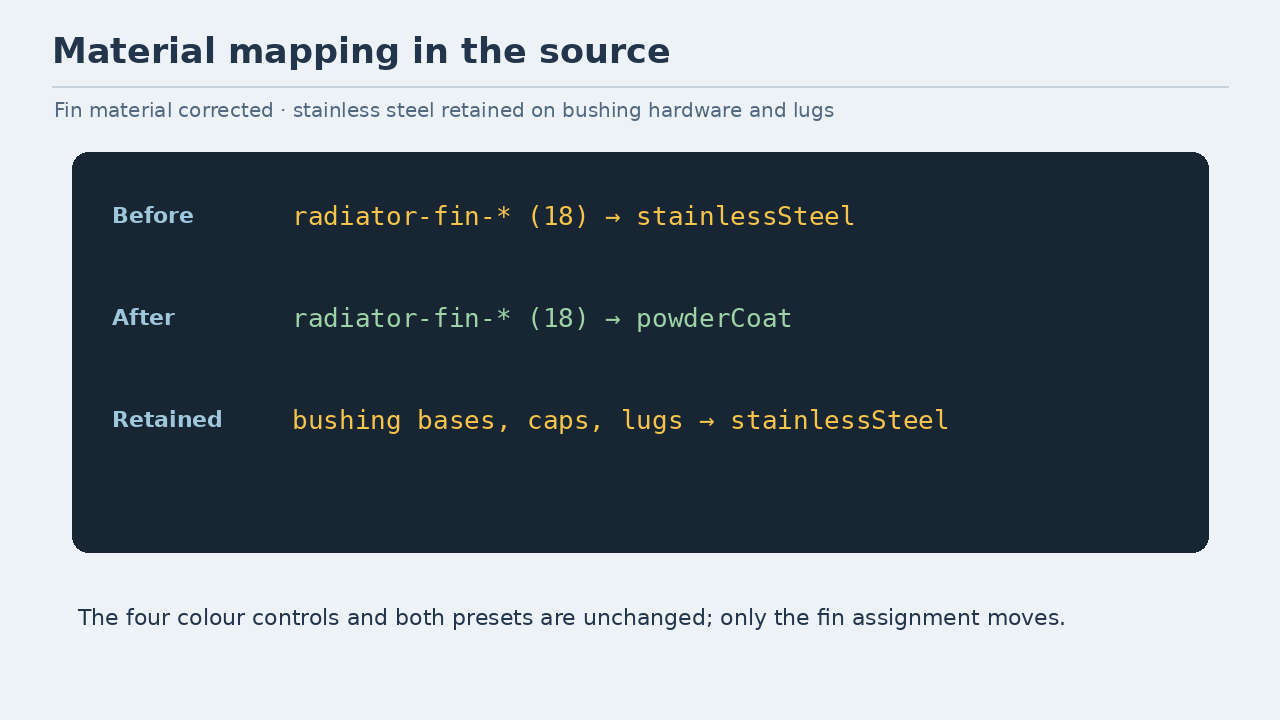 Material mapping in the source
Fin material corrected · stainless steel retained on bushing hardware and lugs
Before radiator-fin-* (18) → stainlessSteel
After radiator-fin-* (18) → powderCoat
Retained bushing bases, caps, lugs → stainlessSteel
The four colour controls and both presets are unchanged; only the fin assignment moves.